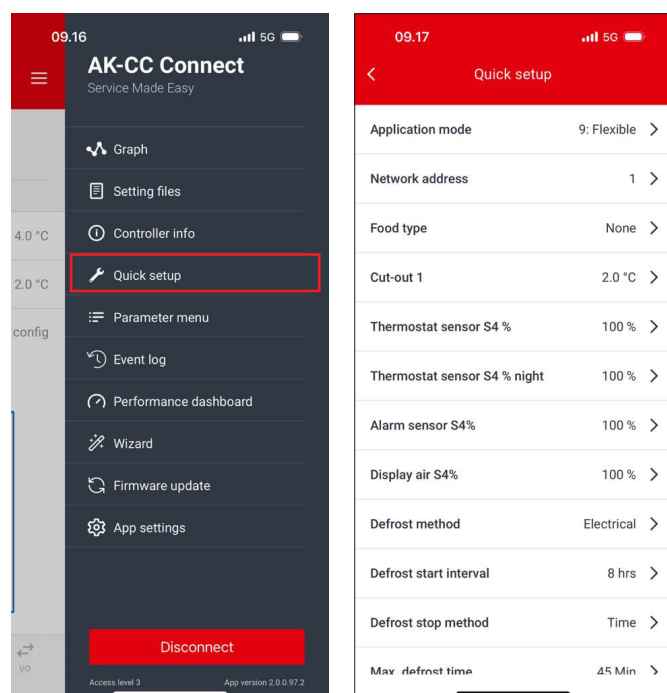 09.16
5G
AK-CC Connect
Service Made Easy
4.0 °C
2.0 °C
config
I/O
Graph
Setting files
Controller info
Quick setup
Parameter menu
Event log
Performance dashboard
Wizard
Firmware update
App settings
Disconnect
Access level 3 App version 2.0.0.97.2
09.17
5G
Quick setup
Application mode 9: Flexible
Network address 1
Food type None
Cut-out 1 2.0 °C
Thermostat sensor S4 % 100 %
Thermostat sensor S4 % night 100 %
Alarm sensor S4% 100 %
Display air S4% 100 %
Defrost method Electrical
Defrost start interval 8 hrs
Defrost stop method Time
Max. defrost time 45 Min